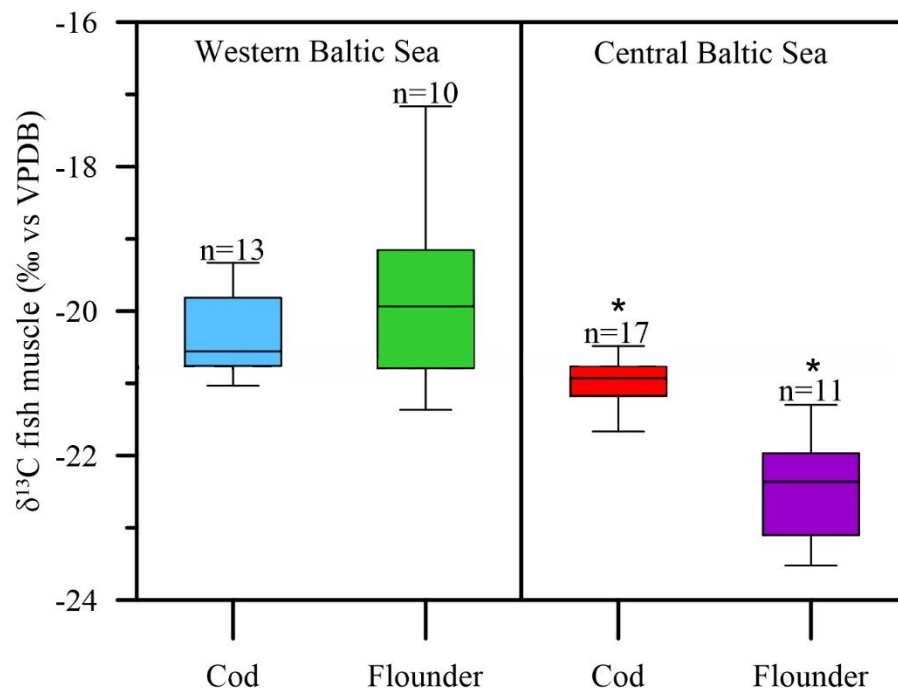 δ¹³C fish muscle (‰ vs VPDB)
-16
-18
-20
-22
-24
Western Baltic Sea
Central Baltic Sea
n=10
n=13
*
n=17
*
n=11
Cod
Flounder
Cod
Flounder